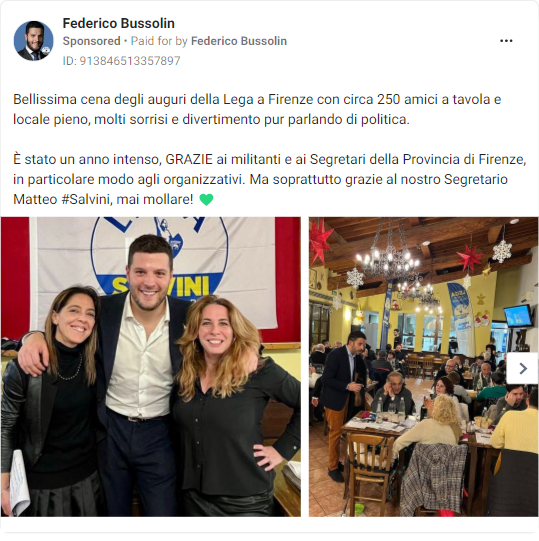 Federico Bussolin
Sponsored • Paid for by Federico Bussolin
ID: 913846513357897
Bellissima cena degli auguri della Lega a Firenze con circa 250 amici a tavola e
locale pieno, molti sorrisi e divertimento pur parlando di politica.
È stato un anno intenso, GRAZIE ai militanti e ai Segretari della Provincia di Firenze,
in particolare modo agli organizzativi. Ma soprattutto grazie al nostro Segretario
Matteo #Salvini, mai mollare! 💚
LEGA
SALVINI